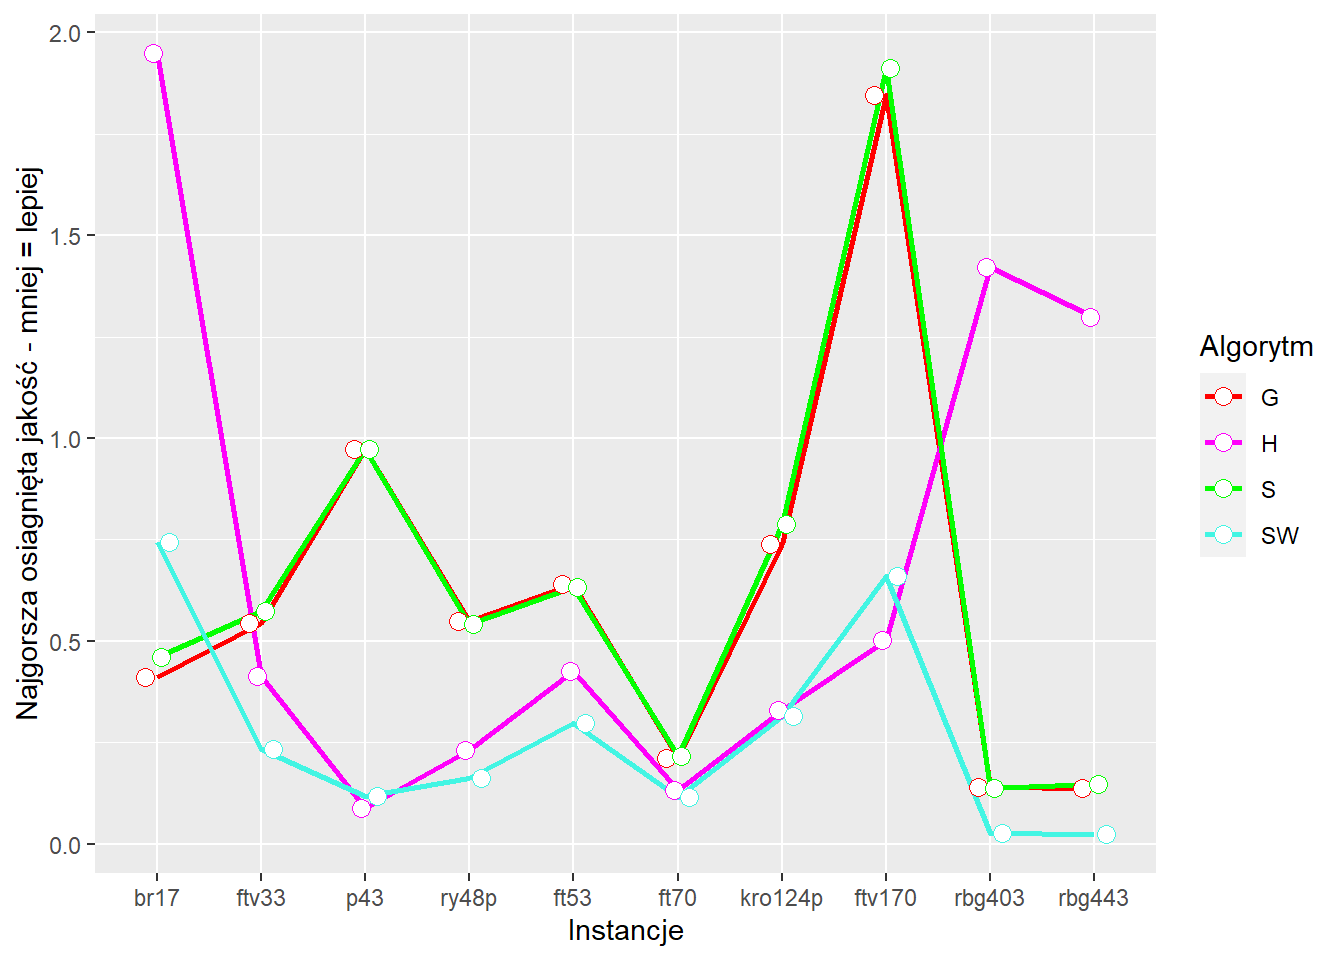 2.0
1.5
1.0
0.5
0.0
Najgorsza osiągnięta jakość - mniej = lepiej
br17 ftv33 p43 ry48p ft53 ft70 kro124p ftv170 rbg403 rbg443
Instancje
Algorytm
G
H
S
SW